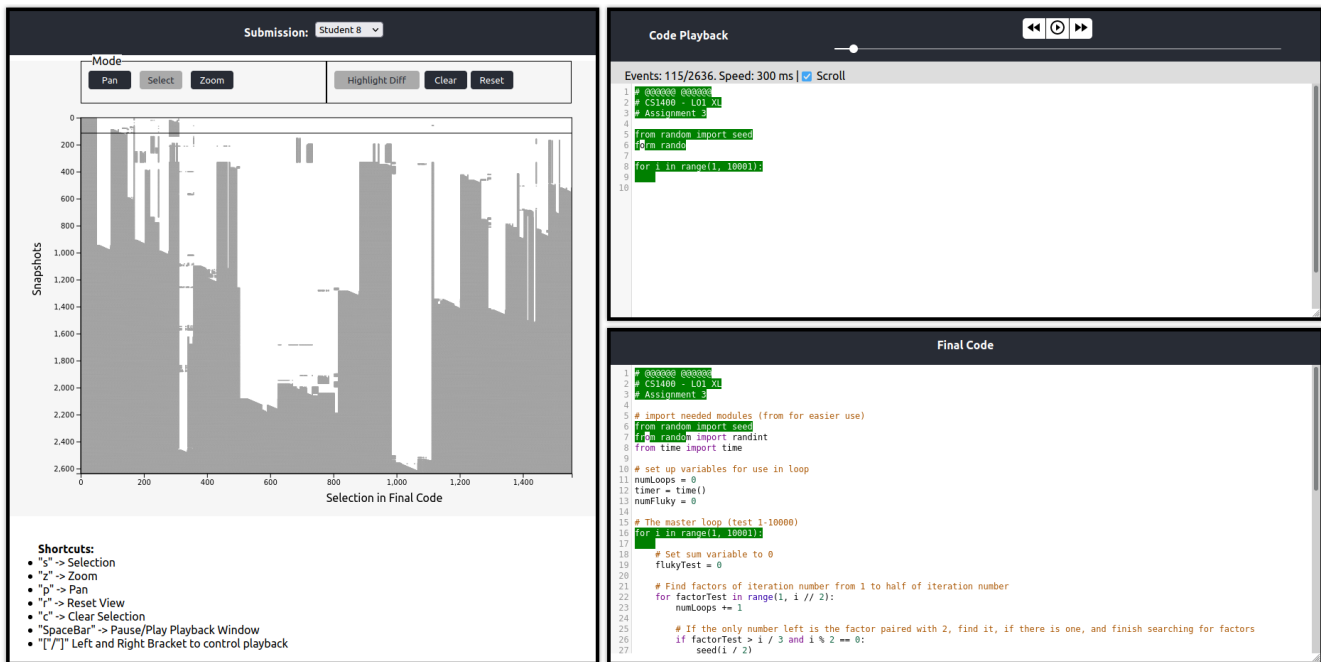 Submission: Student 8
Mode
Pan Select Zoom Highlight Diff Clear Reset
0
200
400
600
800
1,000
1,200
1,400
1,600
1,800
2,000
2,200
2,400
2,600
Snapshots
0 200 400 600 800 1,000 1,200 1,400
Selection in Final Code
Shortcuts:
• "s" -> Selection
• "z" -> Zoom
• "p" -> Pan
• "r" -> Reset View
• "c" -> Clear Selection
• "SpaceBar" -> Pause/Play Playback Window
• "["/"]" Left and Right Bracket to control playback
Code Playback
Events: 115/2636. Speed: 300 ms | Scroll
1 # @@@@@@ @@@@@@
2 # CS1400 - LO1 XL
3 # Assignment 3
4
5 from random import seed
6 form rando
7
8 for i in range(1, 10001):
9
10
Final Code
1 # @@@@@@ @@@@@@
2 # CS1400 - LO1 XL
3 # Assignment 3
4
5 # import needed modules (from for easier use)
6 from random import seed
7 from random import randint
8 from time import time
9
10 # set up variables for use in loop
11 numLoops = 0
12 timer = time()
13 numFluky = 0
14
15 # The master loop (test 1-10000)
16 for i in range(1, 10001):
17
18 # Set sum variable to 0
19 flukyTest = 0
20
21 # Find factors of iteration number from 1 to half of iteration number
22 for factorTest in range(1, i // 2):
23 numLoops += 1
24
25 # If the only number left is the factor paired with 2, find it, if there is one, and finish searching for factors
26 if factorTest > i / 3 and i % 2 == 0:
27 seed(i / 2)